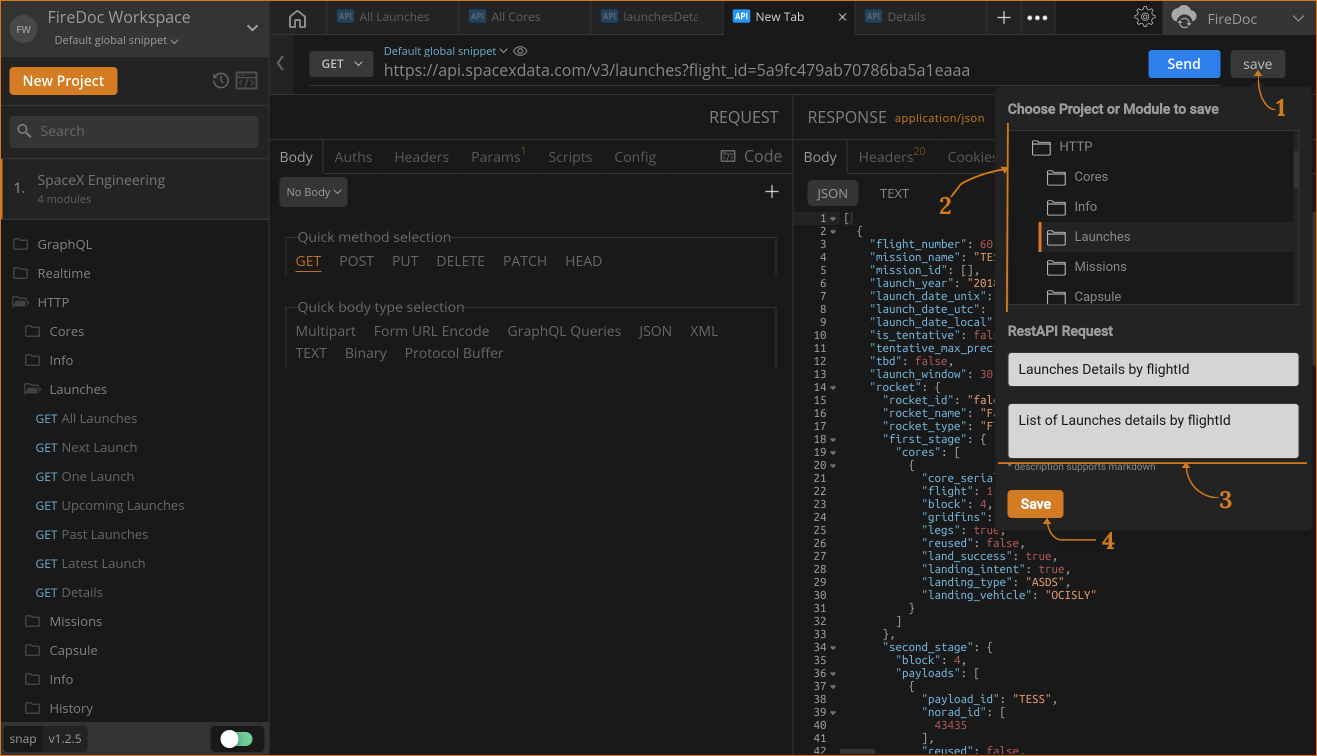 FW
FireDoc Workspace
Default global snippet
New Project
Search
1.
SpaceX Engineering
4 modules
GraphQL
Realtime
HTTP
Cores
Info
Launches
GET All Launches
GET Next Launch
GET One Launch
GET Upcoming Launches
GET Past Launches
GET Latest Launch
GET Details
Missions
Capsule
Info
History
snap v1.2.5
API All Launches
API All Cores
API launchesDeta
API New Tab
API Details
FireDoc
GET
Default global snippet
https://api.spacexdata.com/v3/launches?flight_id=5a9fc479ab70786ba5a1eaaa
Send
save
REQUEST
Body Auths Headers Params 1 Scripts Config Code
No Body
Quick method selection
GET POST PUT DELETE PATCH HEAD
Quick body type selection
Multipart Form URL Encode GraphQL Queries JSON XML
TEXT Binary Protocol Buffer
RESPONSE application/json
Body Headers 20 Cookies
JSON TEXT
1 [
2 {
3 "flight_number": 60
4 "mission_name": "TES
5 "mission_id": [],
6 "launch_year": "201
7 "launch_date_unix":
8 "launch_date_utc":
9 "launch_date_local"
10 "is_tentative": fal
11 "tentative_max_prec
12 "tbd": false,
13 "launch_window": 30
14 "rocket": {
15 "rocket_id": "falc
16 "rocket_name": "Fa
17 "rocket_type": "F
18 "first_stage": {
19 "cores": [
20 {
21 "core_seria
22 "flight": 1
23 "block": 4,
24 "gridfins":
25 "legs": true,
26 "reused": false,
27 "land_success": true,
28 "landing_intent": true,
29 "landing_type": "ASDS",
30 "landing_vehicle": "OCISLY"
31 }
32 ]
33 },
34 "second_stage": {
35 "block": 4,
36 "payloads": [
37 {
38 "payload_id": "TESS",
39 "norad_id": [
40 43435
41 ],
42 "reused": false,
Choose Project or Module to save
HTTP
Cores
Info
Launches
Missions
Capsule
RestAPI Request
Launches Details by flightId
List of Launches details by flightId
* description supports markdown
Save
1
2
3
4